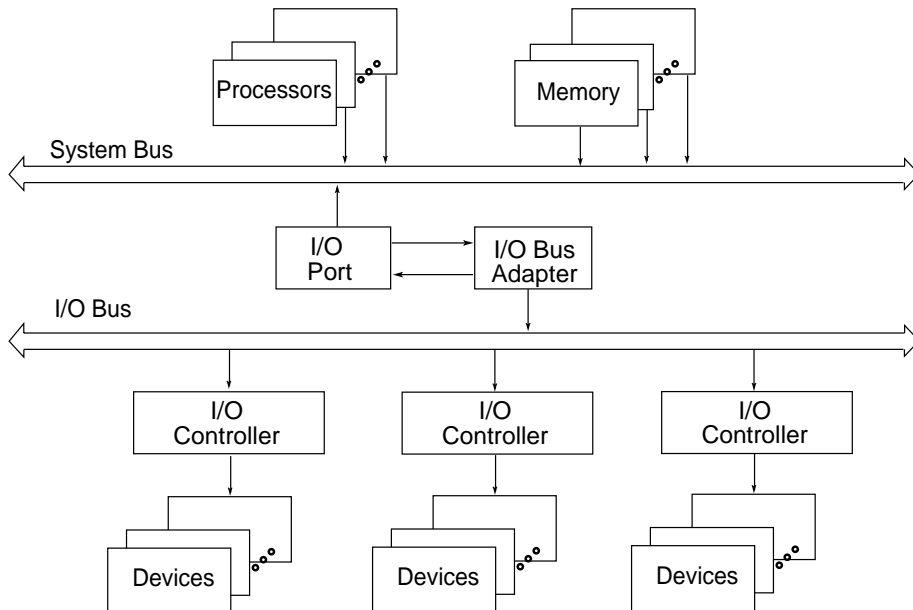 Processors
Memory
System Bus
I/O
Port
I/O Bus
Adapter
I/O Bus
I/O
Controller
I/O
Controller
I/O
Controller
Devices
Devices
Devices